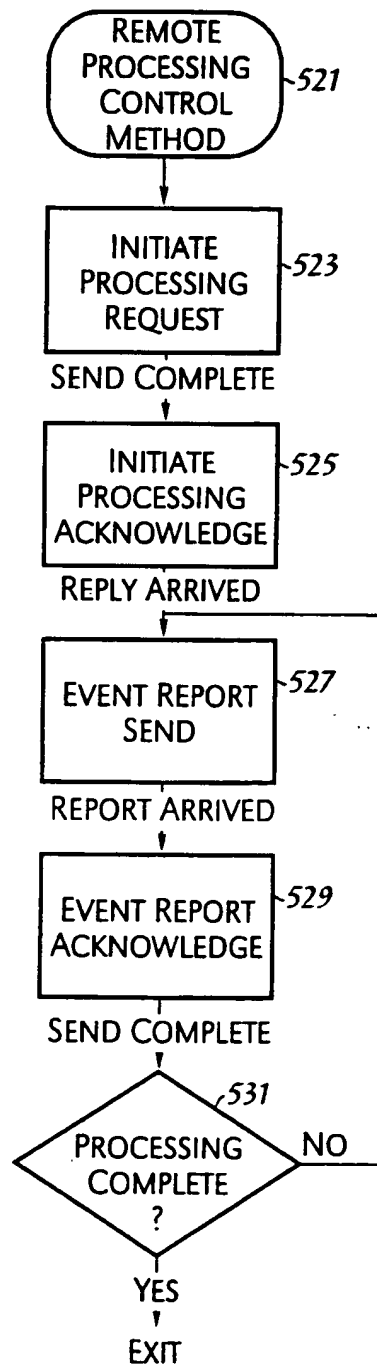 REMOTE
PROCESSING
CONTROL
METHOD
521
INITIATE
PROCESSING
REQUEST
523
SEND COMPLETE
INITIATE
PROCESSING
ACKNOWLEDGE
525
REPLY ARRIVED
EVENT REPORT
SEND
527
REPORT ARRIVED
EVENT REPORT
ACKNOWLEDGE
529
SEND COMPLETE
531
PROCESSING
COMPLETE
?
NO
YES
EXIT